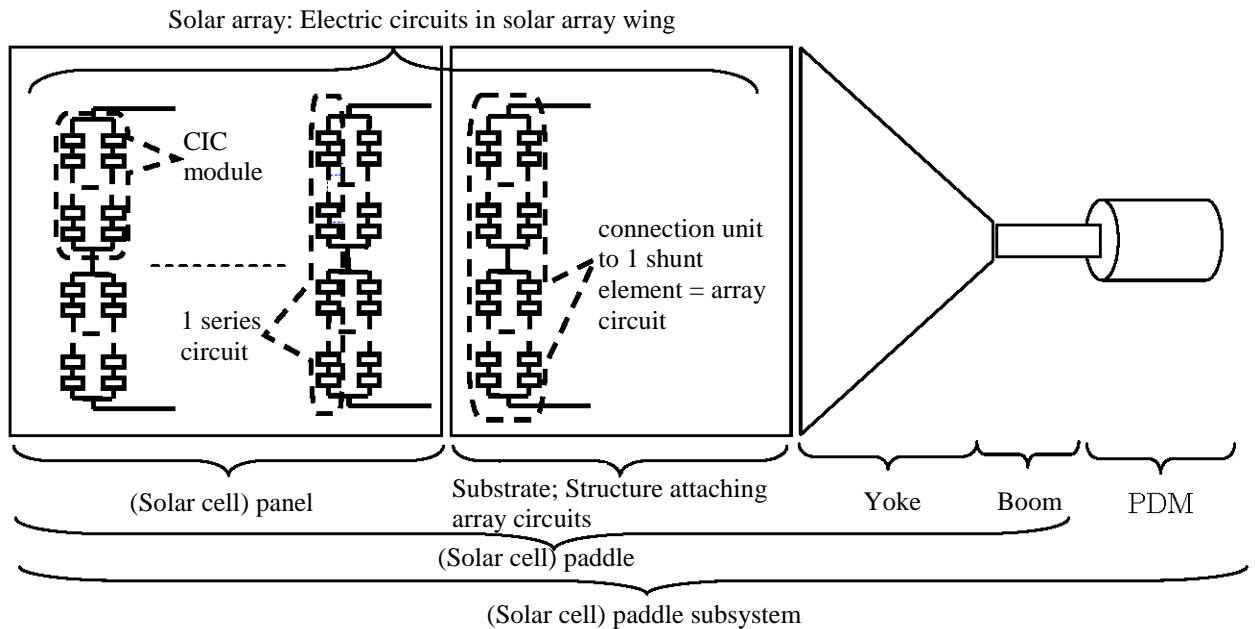 Solar array: Electric circuits in solar array wing
CIC
module
1 series
circuit
connection unit
to 1 shunt
element = array
circuit
(Solar cell) panel
Substrate; Structure attaching
array circuits
Yoke
Boom
PDM
(Solar cell) paddle
(Solar cell) paddle subsystem